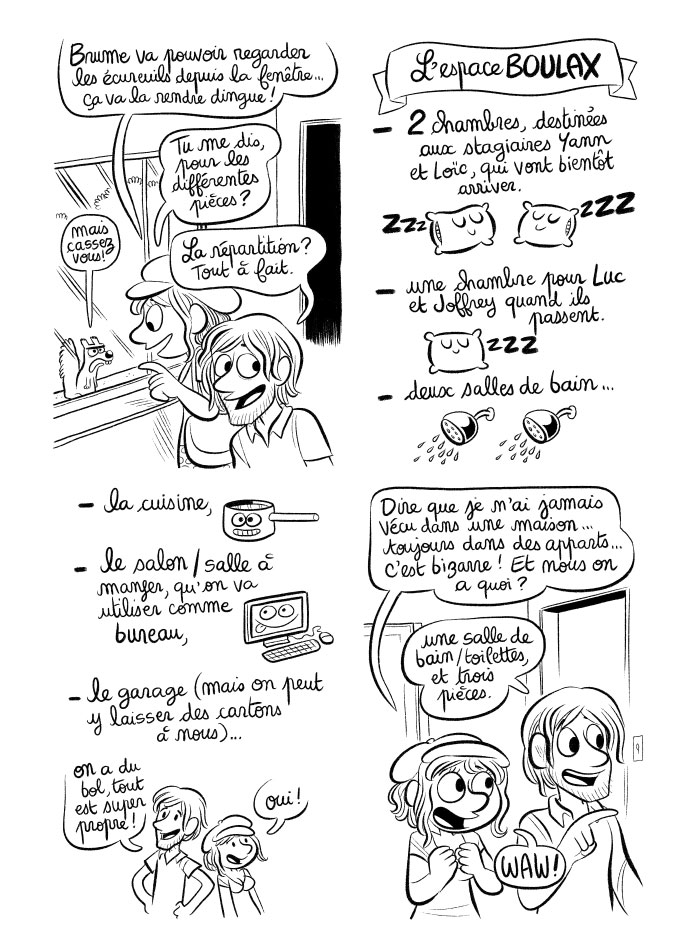 Brume va pouvoir regarder
les écureuils depuis la fenêtre...
ça va la rendre dingue !
Tu me dis,
pour les
différentes
pièces ?
mais
cassez
vous!
La répartition ?
Tout à fait.
L'espace BOULAX
– 2 chambres, destinées
aux stagiaires Yann
et Loïc, qui vont bientôt
arriver.
ZZZz
zZZZ
– une chambre pour Luc
et Joffrey quand ils
passent.
zZZZ
– deux salles de bain...
– la cuisine,
– le salon / salle à
manger, qu'on va
utiliser comme
bureau,
– le garage (mais on peut
y laisser des cartons
à nous)...
on a du
bol, tout
est super
propre !
oui !
Dire que je n'ai jamais
vécu dans une maison...
toujours dans des apparts...
C'est bizarre ! Et nous on
a quoi ?
une salle de
bain/toilettes,
et trois
pièces.
WAW !